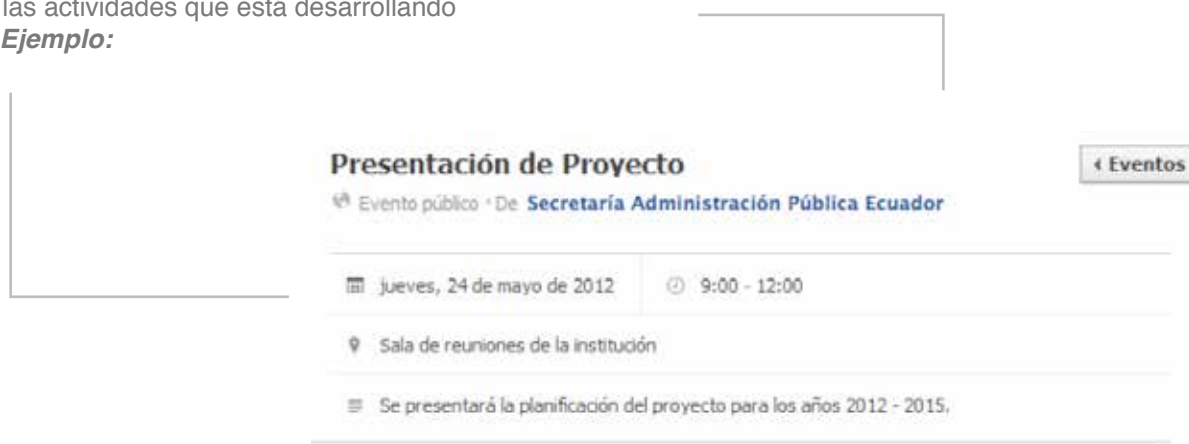 las actividades que está desarrollando
Ejemplo:
Presentación de Proyecto
Eventos
Evento público · De Secretaría Administración Pública Ecuador
jueves, 24 de mayo de 2012
9:00 - 12:00
Sala de reuniones de la institución
Se presentará la planificación del proyecto para los años 2012 - 2015.